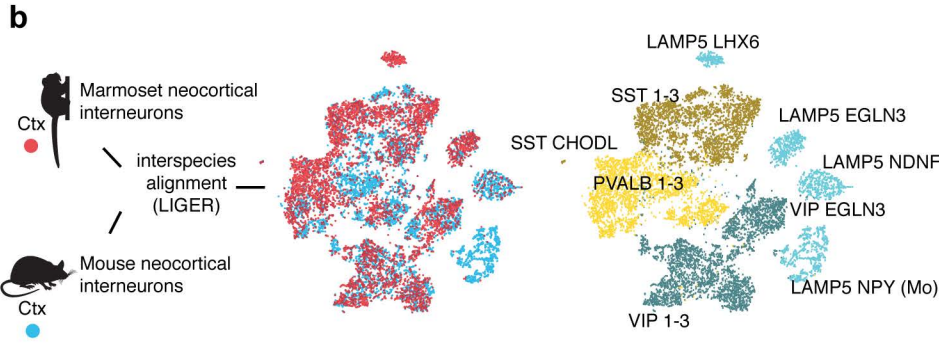 b
Marmoset neocortical
interneurons
Ctx
interspecies
alignment
(LIGER)
Mouse neocortical
interneurons
Ctx
LAMP5 LHX6
SST 1-3
LAMP5 EGLN3
SST CHODL
LAMP5 NDNF
PVALB 1-3
VIP EGLN3
LAMP5 NPY (Mo)
VIP 1-3